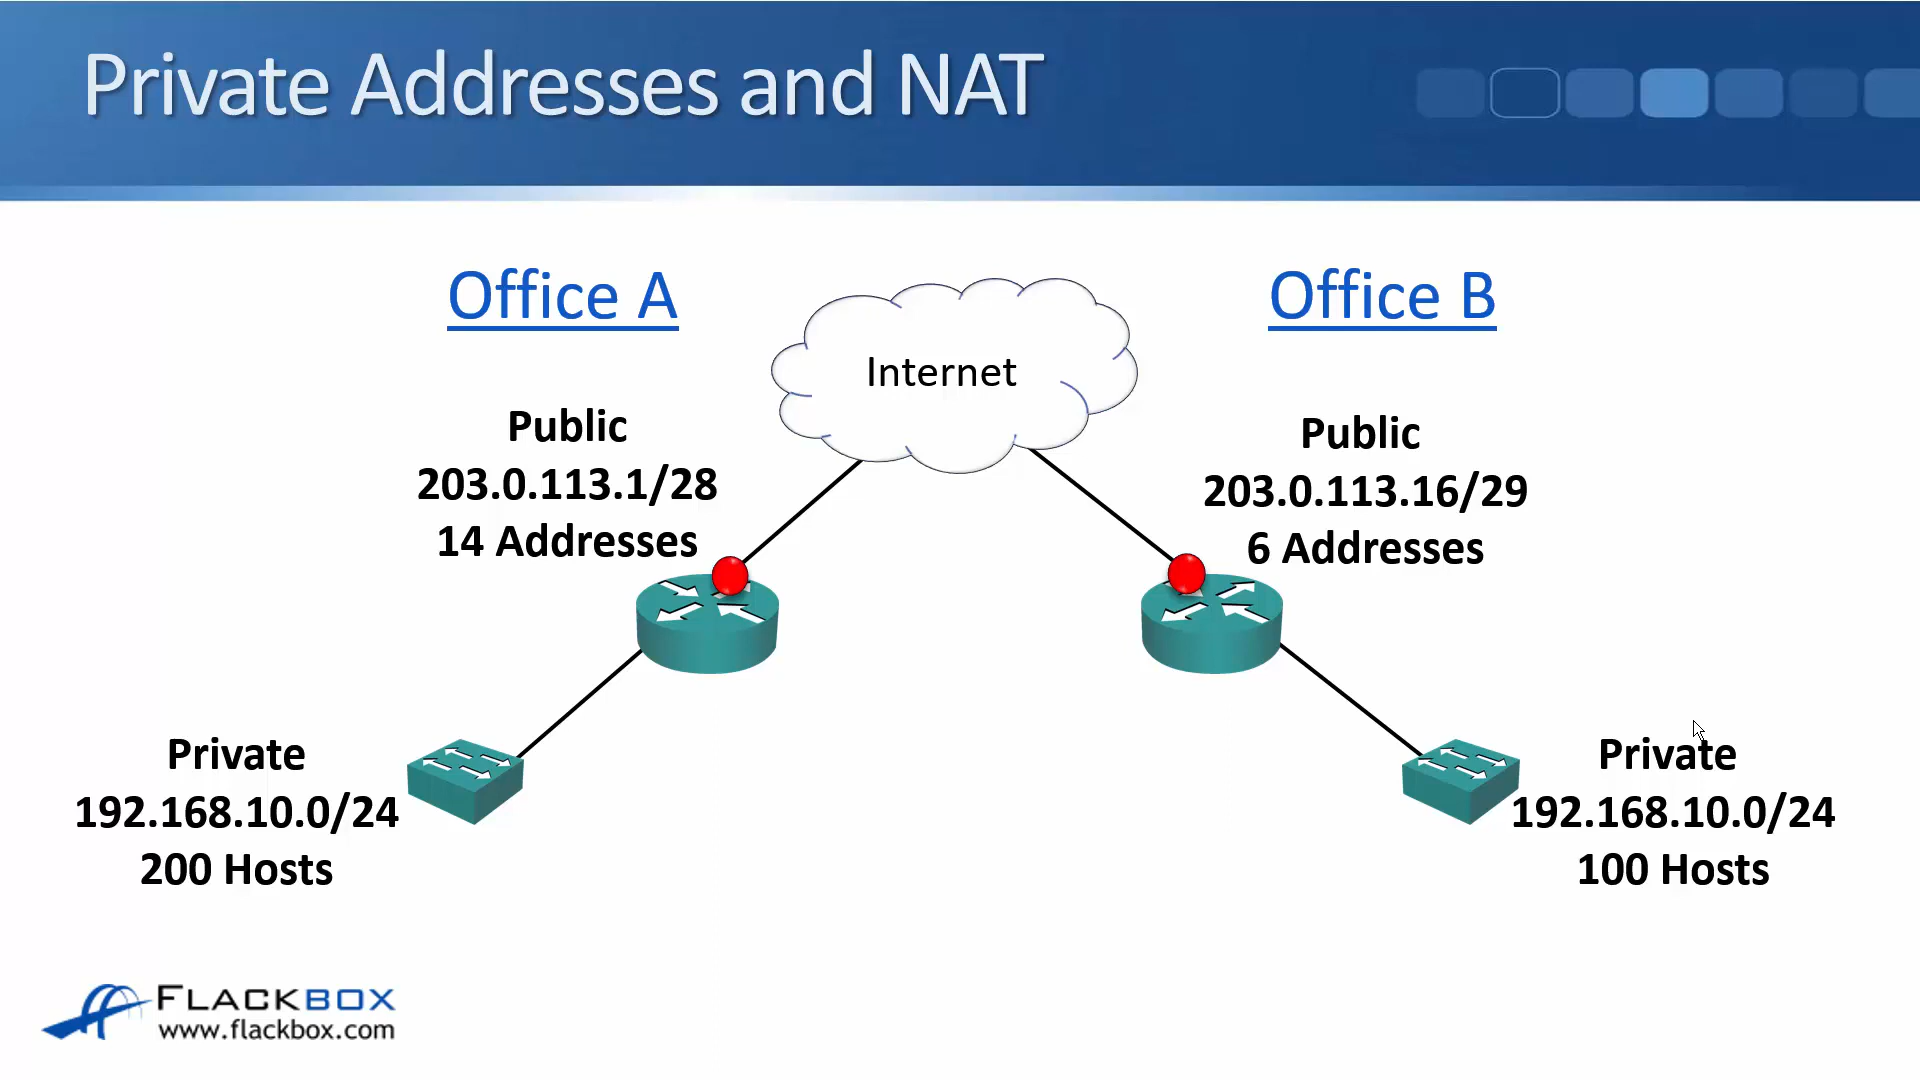 Private Addresses and NAT
Office A
Office B
Internet
Public
203.0.113.1/28
14 Addresses
Public
203.0.113.16/29
6 Addresses
Private
192.168.10.0/24
200 Hosts
Private
192.168.10.0/24
100 Hosts
FLACKBOX
www.flackbox.com